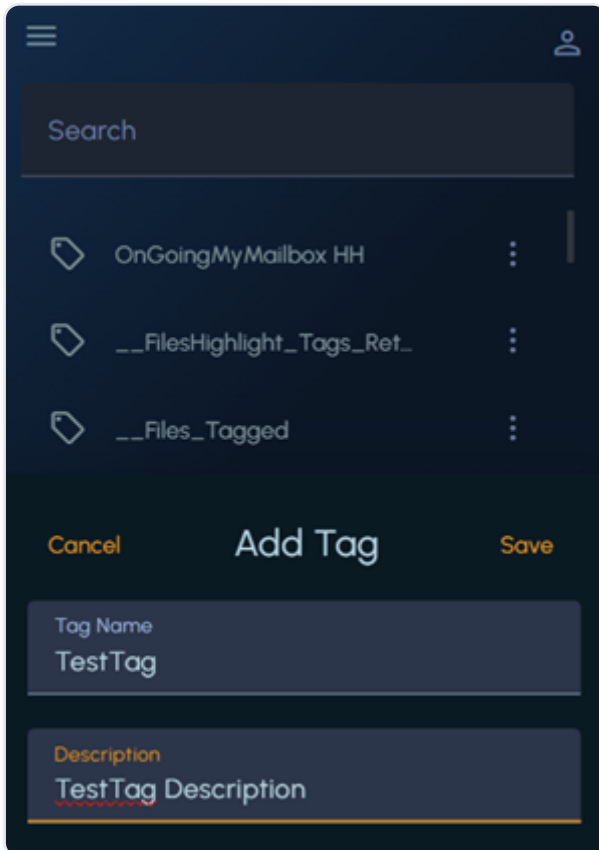 Search
OnGoingMyMailbox HH
__FilesHighlight_Tags_Ret...
__Files_Tagged
Cancel Add Tag Save
Tag Name
TestTag
Description
TestTag Description